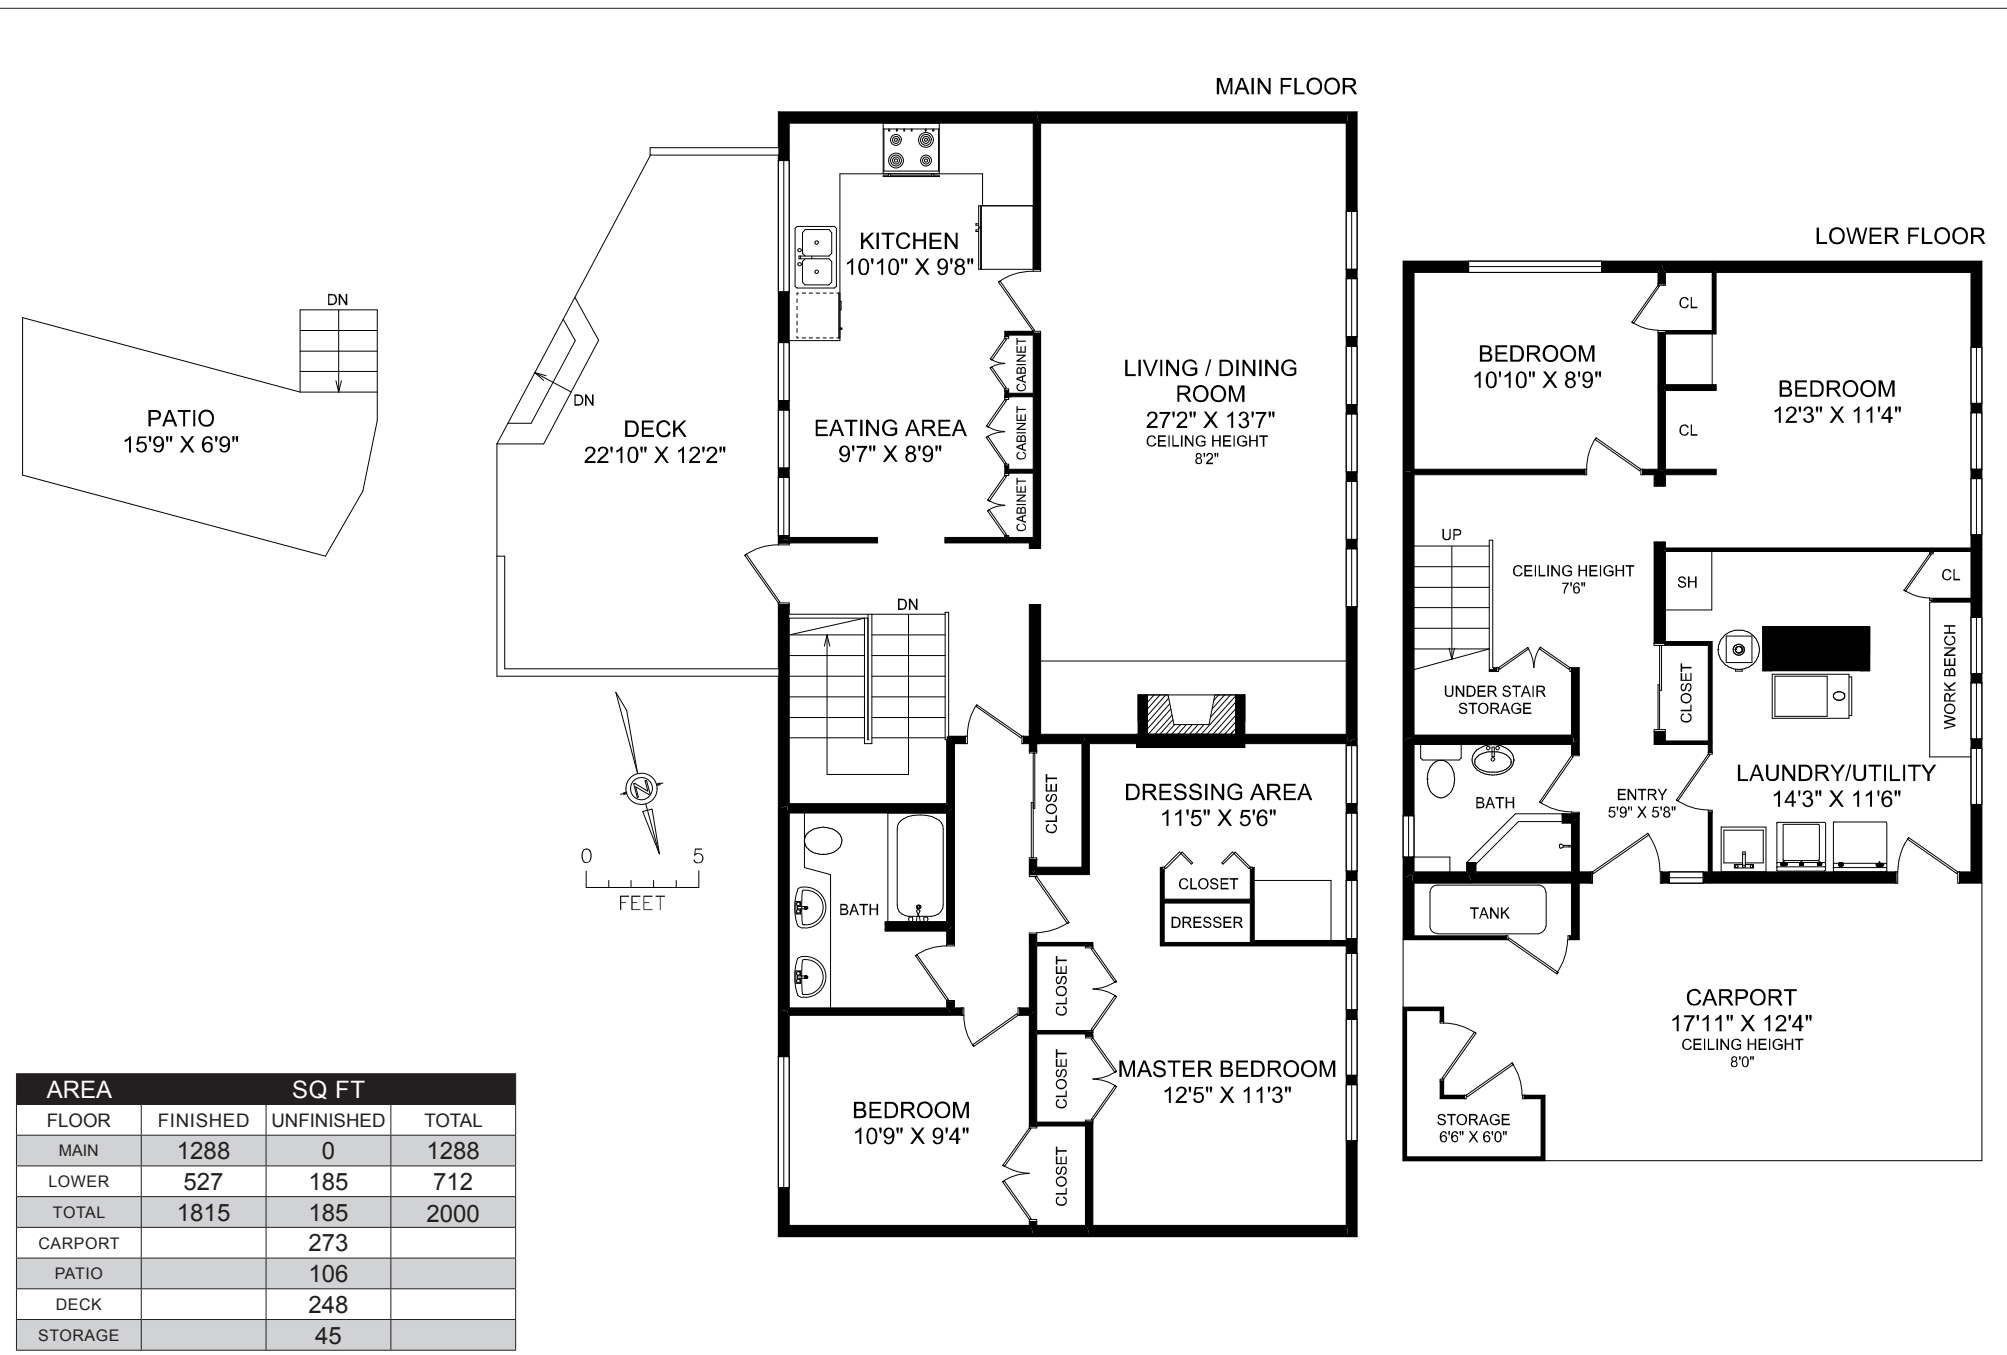 MAIN FLOOR
KITCHEN
10'10" X 9'8"
CABINET
CABINET
CABINET
EATING AREA
9'7" X 8'9"
LIVING / DINING
ROOM
27'2" X 13'7"
CEILING HEIGHT
8'2"
DN
PATIO
15'9" X 6'9"
DN
DECK
22'10" X 12'2"
DN
CLOSET
DRESSING AREA
11'5" X 5'6"
CLOSET
DRESSER
BATH
CLOSET
CLOSET
CLOSET
MASTER BEDROOM
12'5" X 11'3"
BEDROOM
10'9" X 9'4"
N
0 5
FEET
LOWER FLOOR
BEDROOM
10'10" X 8'9"
CL
CL
BEDROOM
12'3" X 11'4"
UP
CEILING HEIGHT
7'6"
SH
CL
WORK BENCH
CLOSET
UNDER STAIR
STORAGE
LAUNDRY/UTILITY
14'3" X 11'6"
BATH
ENTRY
5'9" X 5'8"
TANK
CARPORT
17'11" X 12'4"
CEILING HEIGHT
8'0"
STORAGE
6'6" X 6'0"
AREA SQ FT
FLOOR FINISHED UNFINISHED TOTAL
MAIN 1288 0 1288
LOWER 527 185 712
TOTAL 1815 185 2000
CARPORT 273
PATIO 106
DECK 248
STORAGE 45